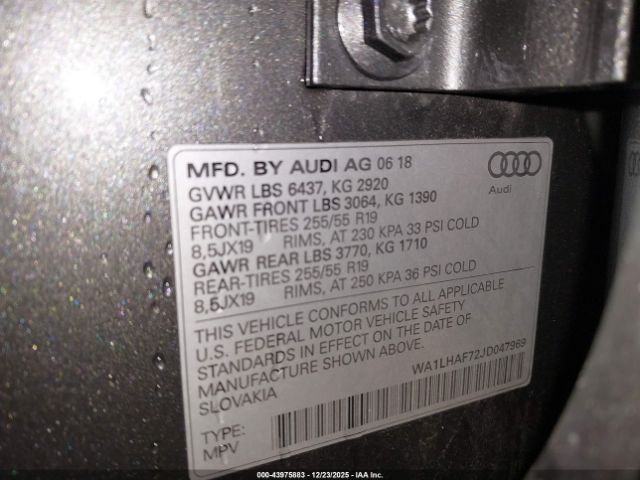 MFD. BY AUDI AG 06 18
GVWR LBS 6437, KG 2920
GAWR FRONT LBS 3064, KG 1390
FRONT-TIRES 255/55 R19
8,5JX19 RIMS, AT 230 KPA 33 PSI COLD
GAWR REAR LBS 3770, KG 1710
REAR-TIRES 255/55 R19
8,5JX19 RIMS, AT 250 KPA 36 PSI COLD
Audi
THIS VEHICLE CONFORMS TO ALL APPLICABLE
U.S. FEDERAL MOTOR VEHICLE SAFETY
STANDARDS IN EFFECT ON THE DATE OF
MANUFACTURE SHOWN ABOVE.
SLOVAKIA
WA1LHAF72JD047969
TYPE:
MPV
000-43975883 - 12/23/2025 - IAA Inc.